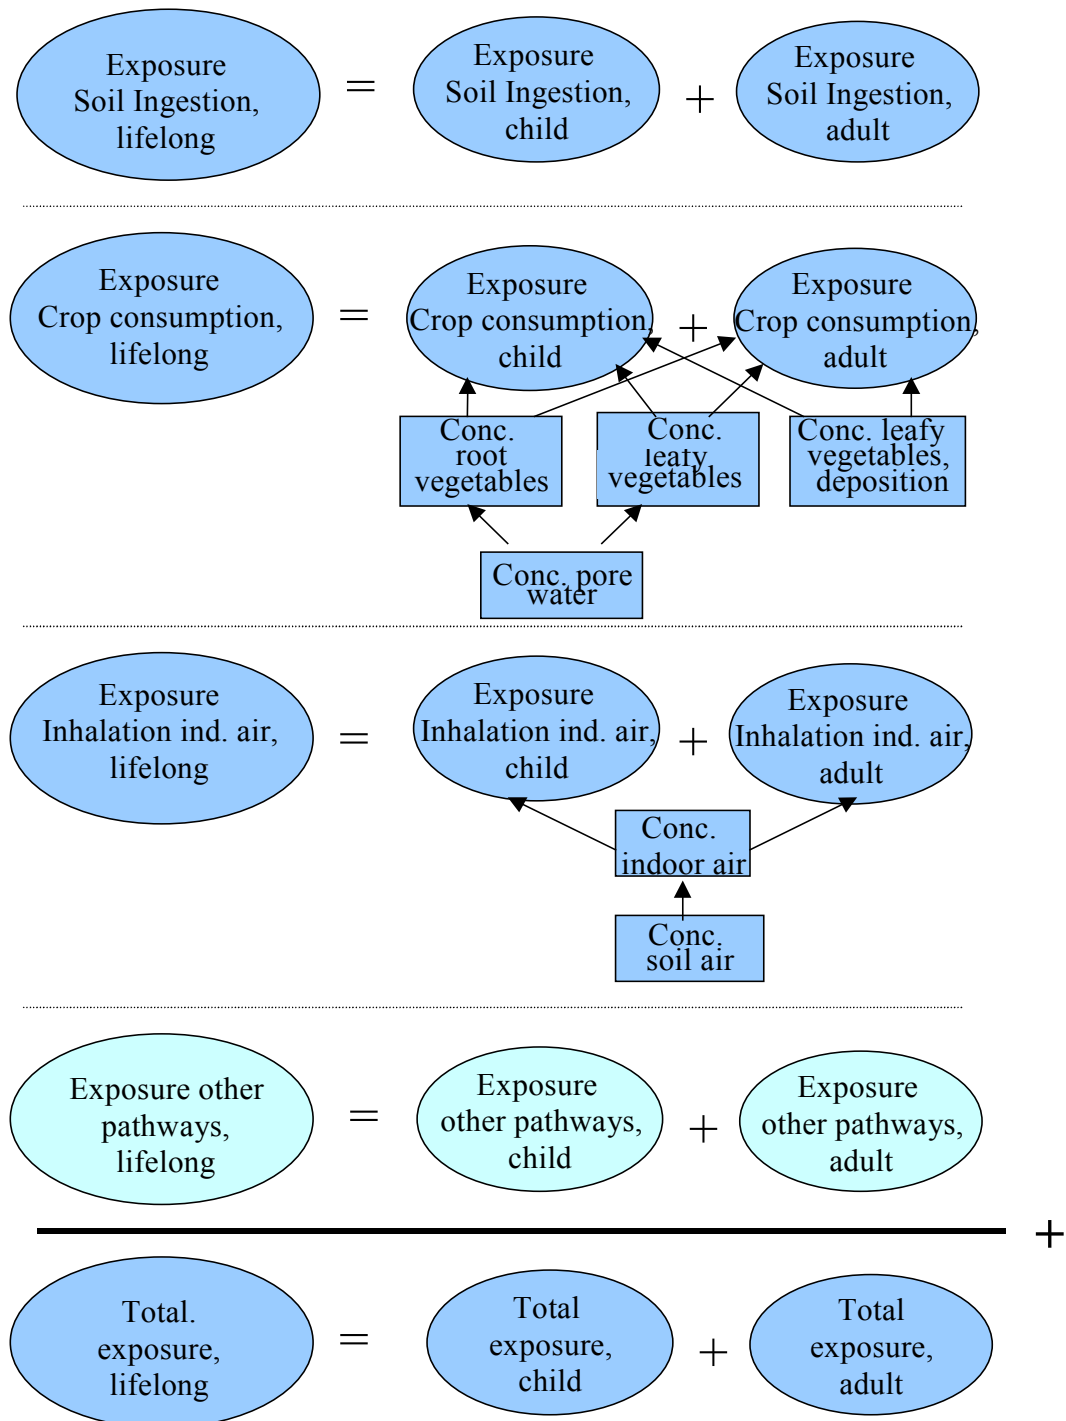 Exposure
Soil Ingestion,
lifelong
=
Exposure
Soil Ingestion,
child
+
Exposure
Soil Ingestion,
adult
Exposure
Crop consumption,
lifelong
=
Exposure
Crop consumption,
child
+
Exposure
Crop consumption,
adult
Conc.
root
vegetables
Conc.
leafy
vegetables
Conc. leafy
vegetables,
deposition
Conc. pore
water
Exposure
Inhalation ind. air,
lifelong
=
Exposure
Inhalation ind. air,
child
+
Exposure
Inhalation ind. air,
adult
Conc.
indoor air
Conc.
soil air
Exposure other
pathways,
lifelong
=
Exposure
other pathways,
child
+
Exposure
other pathways,
adult
+
Total.
exposure,
lifelong
=
Total
exposure,
child
+
Total
exposure,
adult